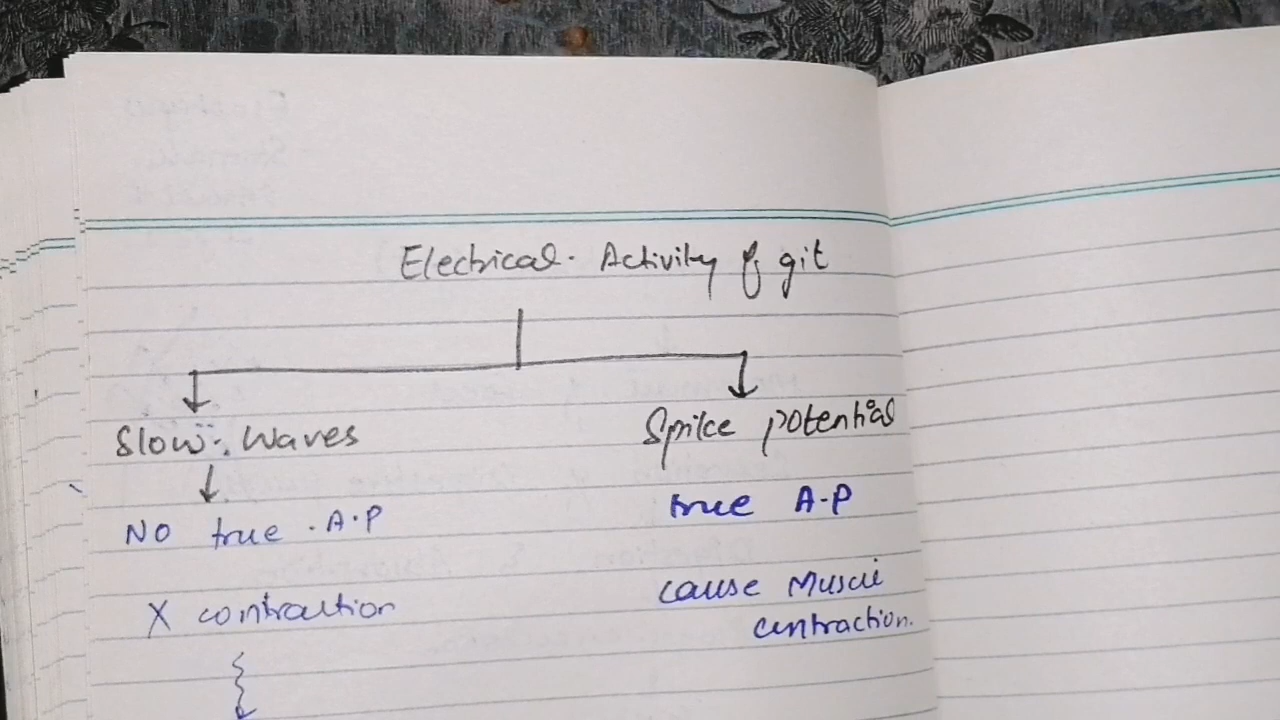 Electrical Activity of git
Slow Waves
Spike potential
NO true A.P
true A.P
X contraction
cause Muscle
contraction.